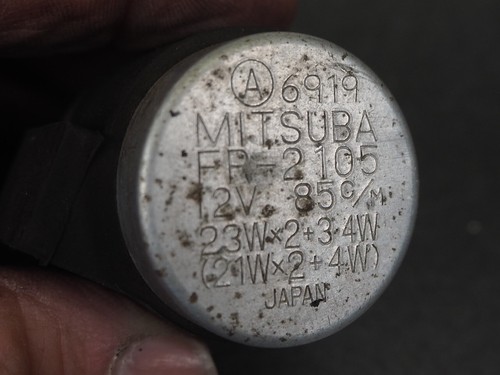 Ⓐ 6919
MITSUBA
FR-2105
12V 85C/M
23W×2+3.4W
(21W×2+4W)
JAPAN